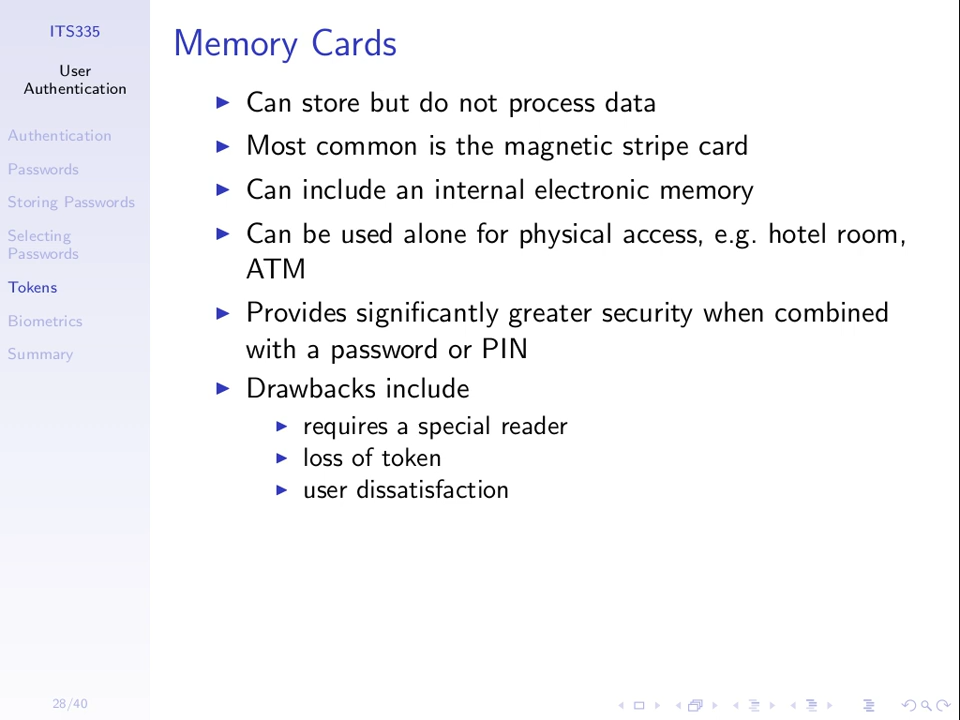 ITS335
User
Authentication
Authentication
Passwords
Storing Passwords
Selecting
Passwords
Tokens
Biometrics
Summary
28/40
Memory Cards
Can store but do not process data
Most common is the magnetic stripe card
Can include an internal electronic memory
Can be used alone for physical access, e.g. hotel room,
ATM
Provides significantly greater security when combined
with a password or PIN
Drawbacks include
requires a special reader
loss of token
user dissatisfaction